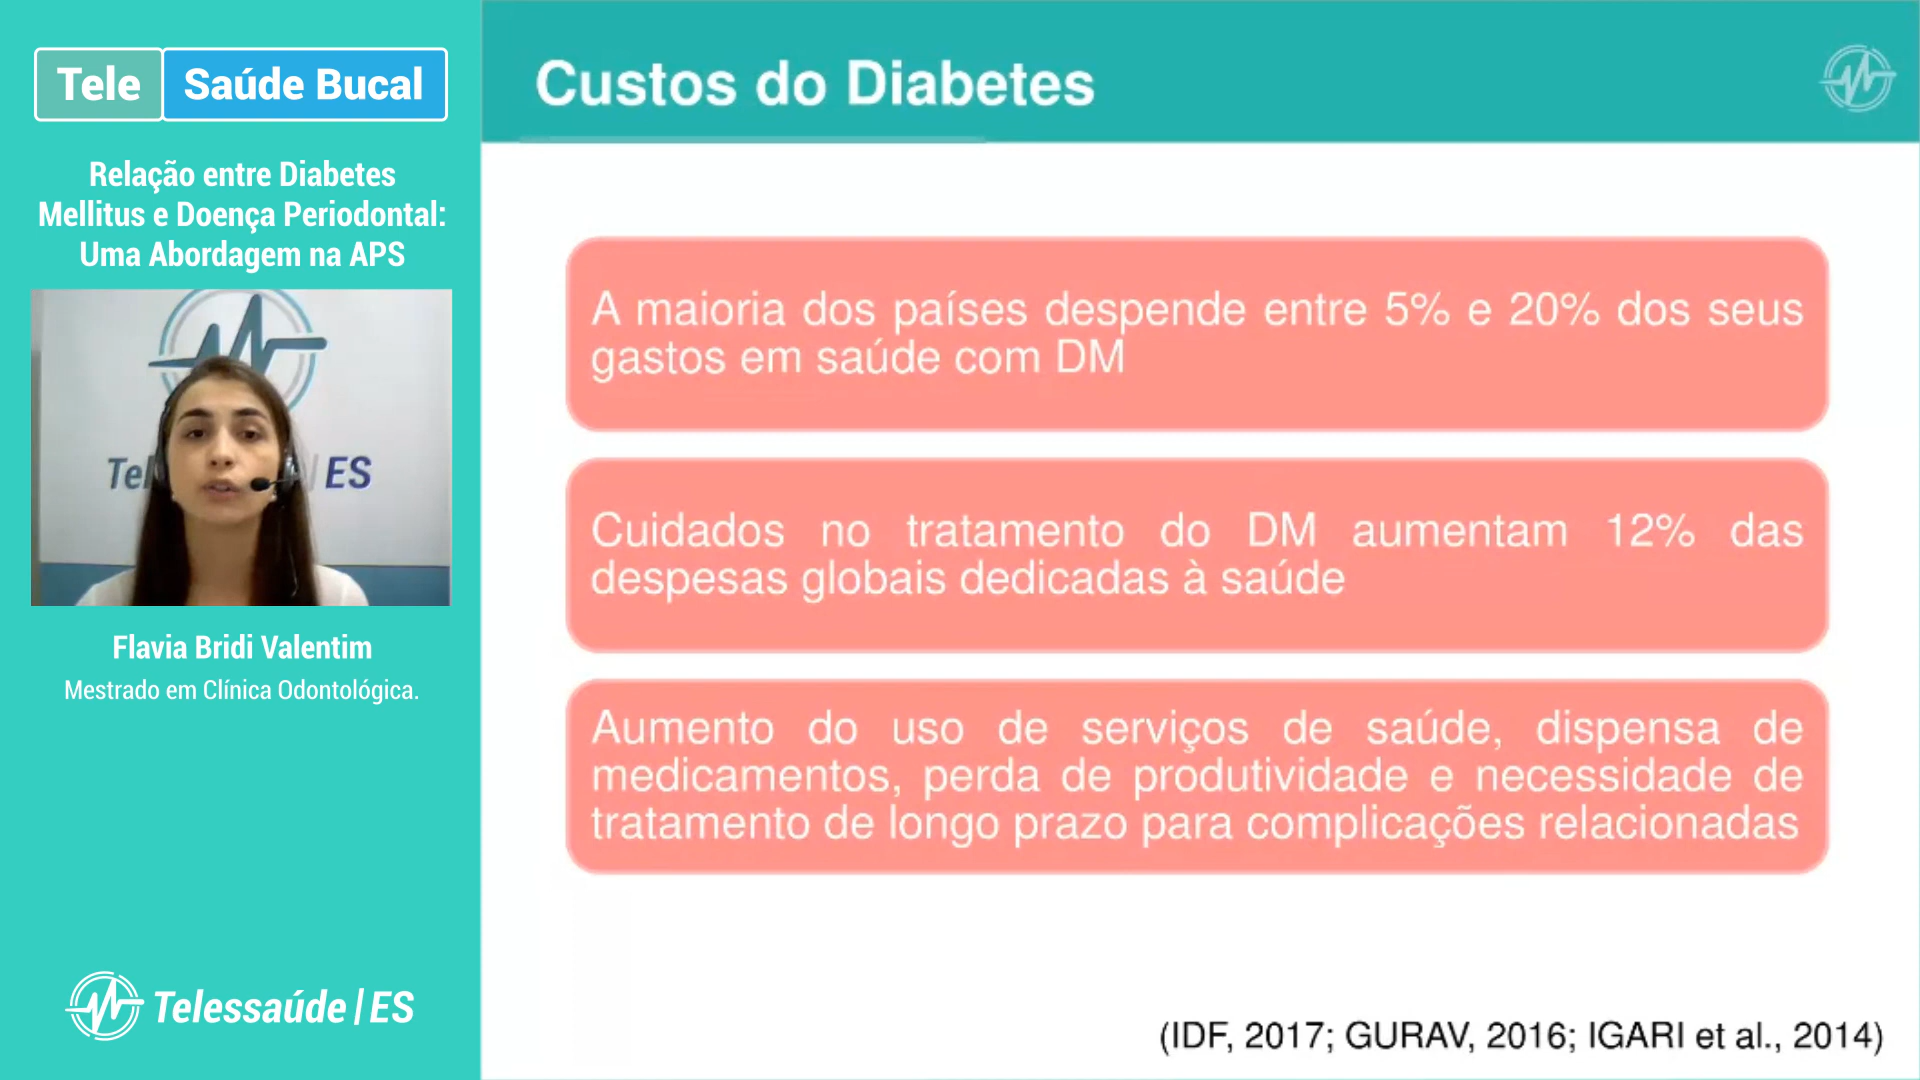 Tele Saúde Bucal
Relação entre Diabetes
Mellitus e Doença Periodontal:
Uma Abordagem na APS
Tel ES
Flavia Bridi Valentim
Mestrado em Clínica Odontológica.
Telessaúde|ES
Custos do Diabetes
A maioria dos países despende entre 5% e 20% dos seus
gastos em saúde com DM
Cuidados no tratamento do DM aumentam 12% das
despesas globais dedicadas à saúde
Aumento do uso de serviços de saúde, dispensa de
medicamentos, perda de produtividade e necessidade de
tratamento de longo prazo para complicações relacionadas
(IDF, 2017; GURAV, 2016; IGARI et al., 2014)